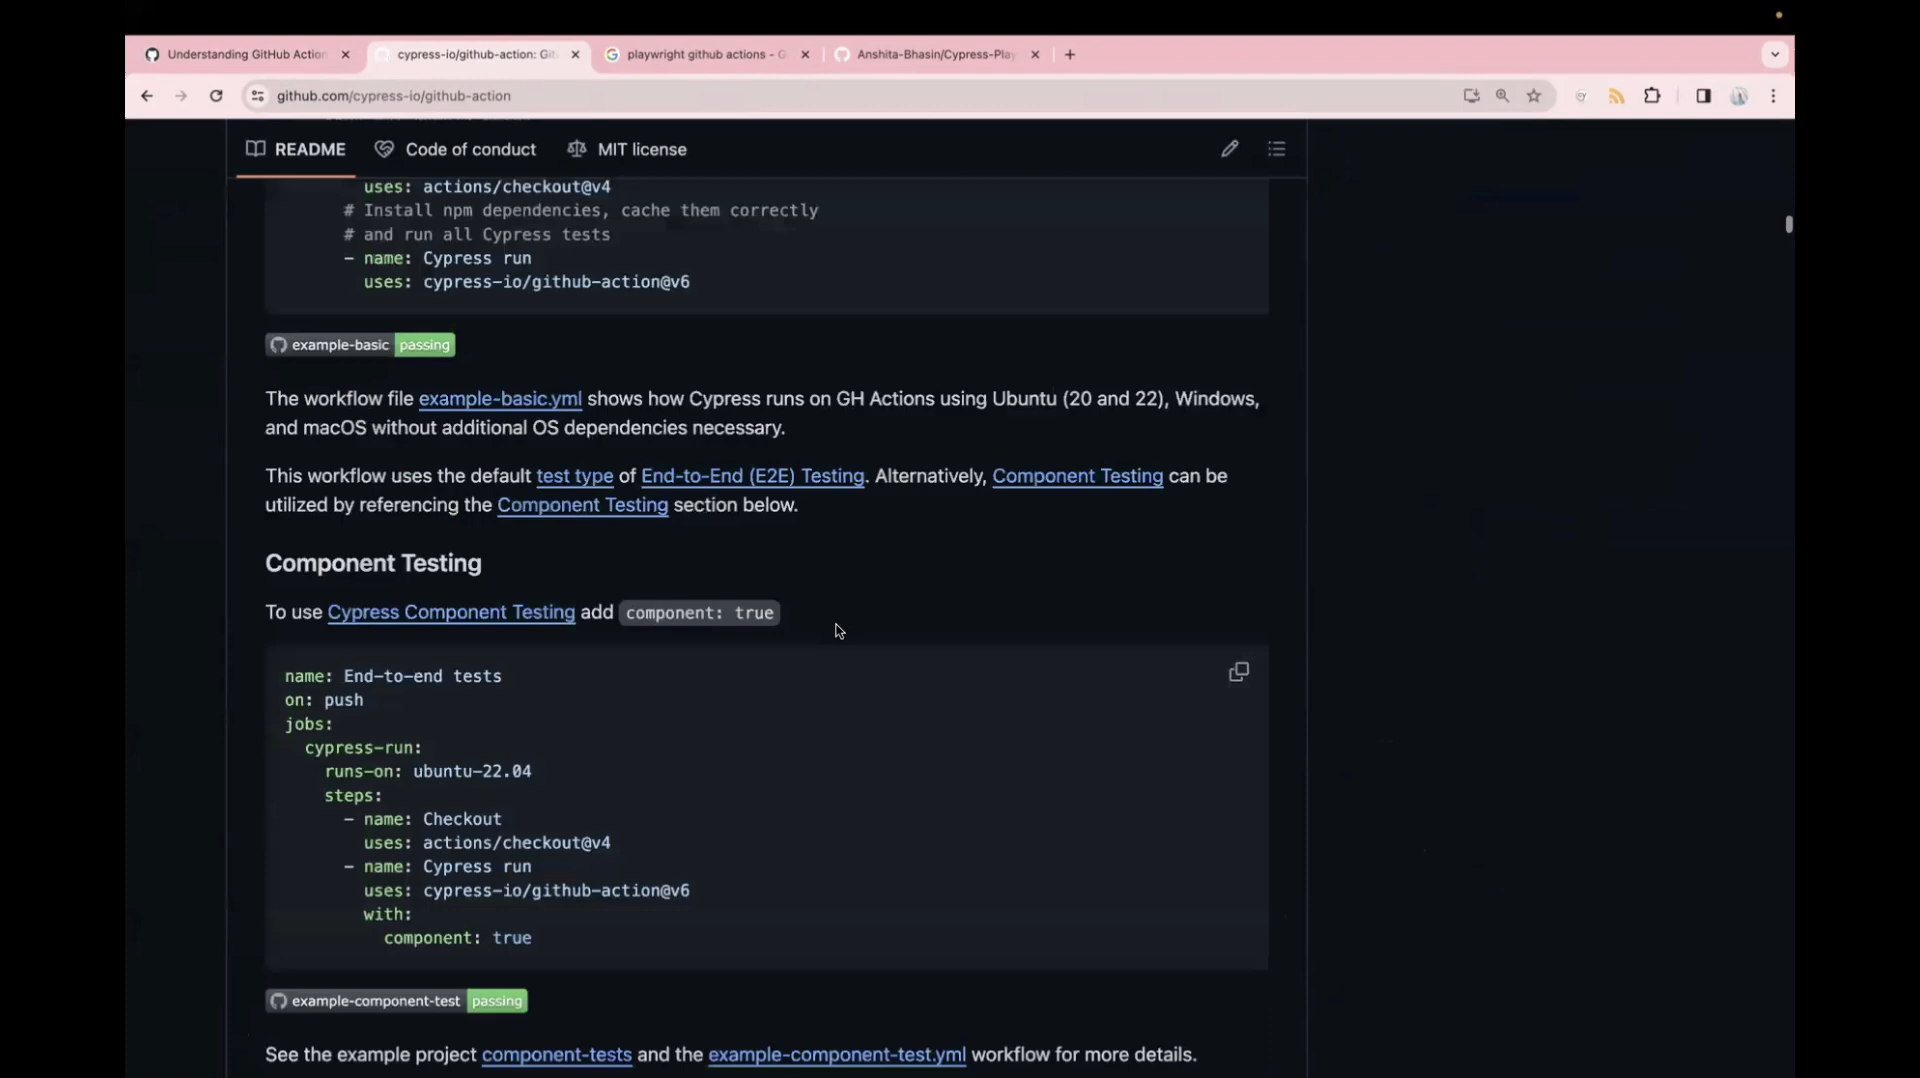 Understanding GitHub Action
cypress-io/github-action: Git
playwright github actions - G
Anshita-Bhasin/Cypress-Play
github.com/cypress-io/github-action
README
Code of conduct
MIT license
uses: actions/checkout@v4
# Install npm dependencies, cache them correctly
# and run all Cypress tests
- name: Cypress run
uses: cypress-io/github-action@v6
example-basic passing
The workflow file example-basic.yml shows how Cypress runs on GH Actions using Ubuntu (20 and 22), Windows,
and macOS without additional OS dependencies necessary.
This workflow uses the default test type of End-to-End (E2E) Testing. Alternatively, Component Testing can be
utilized by referencing the Component Testing section below.
Component Testing
To use Cypress Component Testing add component: true
name: End-to-end tests
on: push
jobs:
cypress-run:
runs-on: ubuntu-22.04
steps:
- name: Checkout
uses: actions/checkout@v4
- name: Cypress run
uses: cypress-io/github-action@v6
with:
component: true
example-component-test passing
See the example project component-tests and the example-component-test.yml workflow for more details.